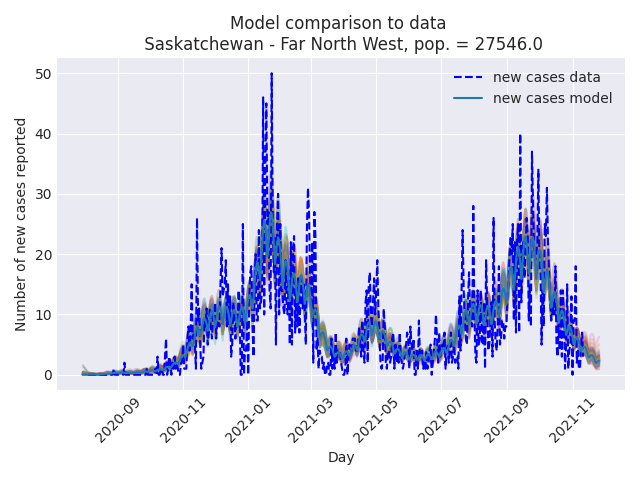 Model comparison to data
Saskatchewan - Far North West, pop. = 27546.0
new cases data
new cases model
Number of new cases reported
50
40
30
20
10
0
2020-09
2020-11
2021-01
2021-03
2021-05
2021-07
2021-09
2021-11
Day